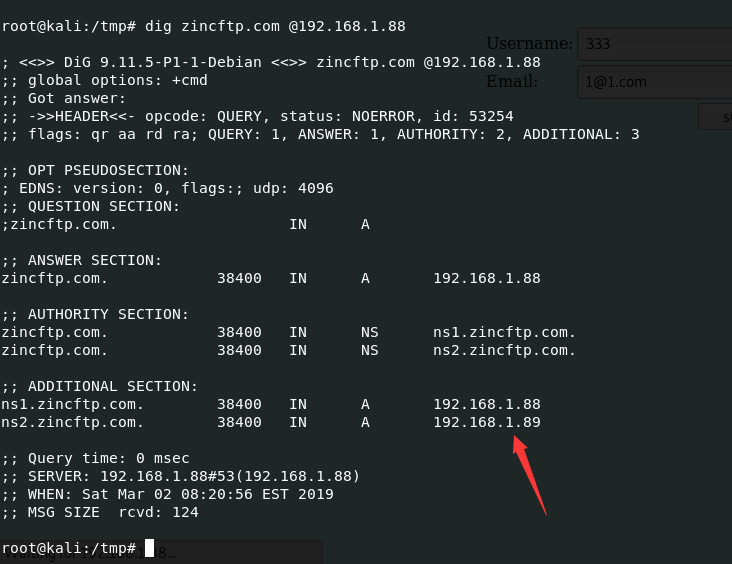 root@kali:/tmp# dig zincftp.com @192.168.1.88
Username: 333
; <<>> DiG 9.11.5-P1-1-Debian <<>> zincftp.com @192.168.1.88
;; global options: +cmd
Email: 1@1.com
;; Got answer:
;; ->>HEADER<<- opcode: QUERY, status: NOERROR, id: 53254
;; flags: qr aa rd ra; QUERY: 1, ANSWER: 1, AUTHORITY: 2, ADDITIONAL: 3
;; OPT PSEUDOSECTION:
; EDNS: version: 0, flags:; udp: 4096
;; QUESTION SECTION:
;zincftp.com. IN A
;; ANSWER SECTION:
zincftp.com. 38400 IN A 192.168.1.88
;; AUTHORITY SECTION:
zincftp.com. 38400 IN NS ns1.zincftp.com.
zincftp.com. 38400 IN NS ns2.zincftp.com.
;; ADDITIONAL SECTION:
ns1.zincftp.com. 38400 IN A 192.168.1.88
ns2.zincftp.com. 38400 IN A 192.168.1.89
;; Query time: 0 msec
;; SERVER: 192.168.1.88#53(192.168.1.88)
;; WHEN: Sat Mar 02 08:20:56 EST 2019
;; MSG SIZE rcvd: 124
root@kali:/tmp#